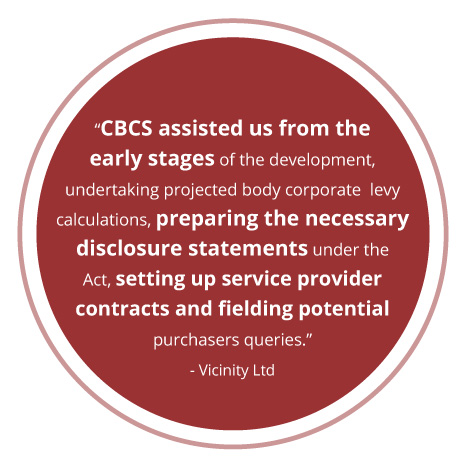 “CBCS assisted us from the
early stages of the development,
undertaking projected body corporate levy
calculations, preparing the necessary
disclosure statements under the
Act, setting up service provider
contracts and fielding potential
purchasers queries.”
- Vicinity Ltd